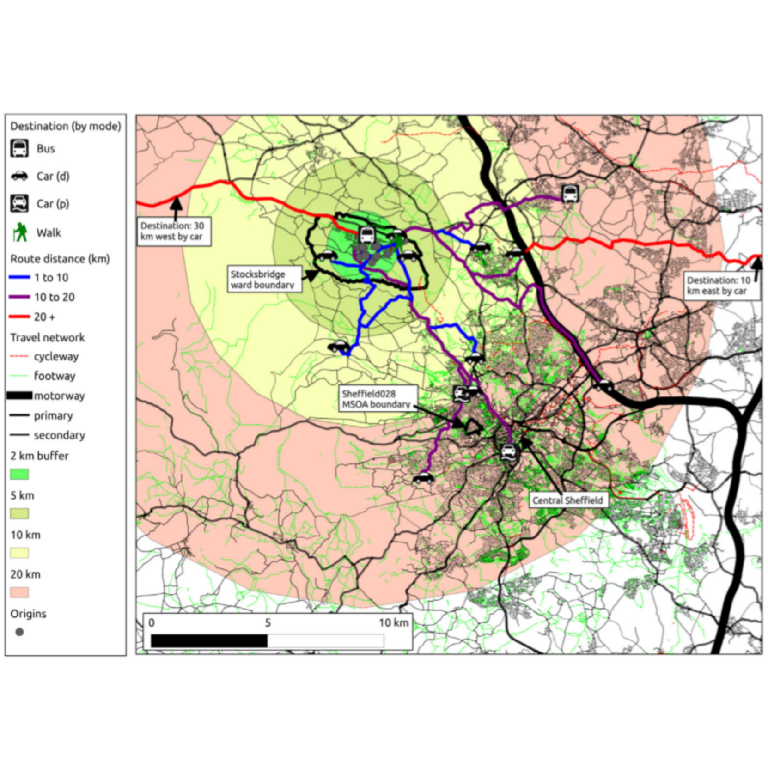 Destination (by mode)
Bus
Car (d)
Car (p)
Walk
Route distance (km)
1 to 10
10 to 20
20 +
Travel network
cycleway
footway
motorway
primary
secondary
2 km buffer
5 km
10 km
20 km
Origins
Destination: 30
km west by car
Stocksbridge
ward boundary
Destination: 10
km east by car
Sheffield028
MSOA boundary
Central Sheffield
0 5 10 km